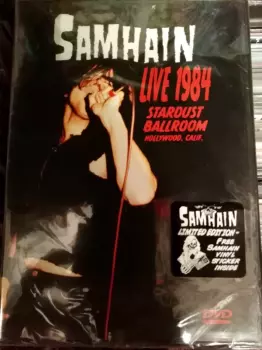 SAMHAIN
LIVE 1984
STARDUST
BALLROOM
HOLLYWOOD, CALIF.
SAMHAIN
LIMITED EDITION-
FREE
SAMHAIN
VINYL
STICKER
INSIDE
DVD